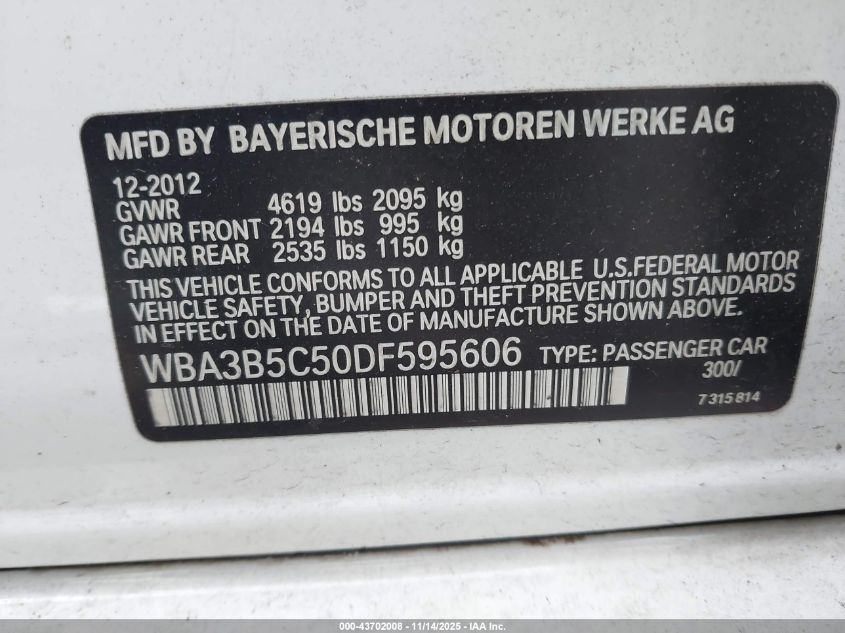 MFD BY BAYERISCHE MOTOREN WERKE AG
12-2012
GVWR 4619 lbs 2095 kg
GAWR FRONT 2194 lbs 995 kg
GAWR REAR 2535 lbs 1150 kg
THIS VEHICLE CONFORMS TO ALL APPLICABLE U.S.FEDERAL MOTOR
VEHICLE SAFETY, BUMPER AND THEFT PREVENTION STANDARDS
IN EFFECT ON THE DATE OF MANUFACTURE SHOWN ABOVE.
WBA3B5C50DF595606 TYPE: PASSENGER CAR
300/
7 315 814
000-43702008 - 11/14/2025 - IAA Inc.